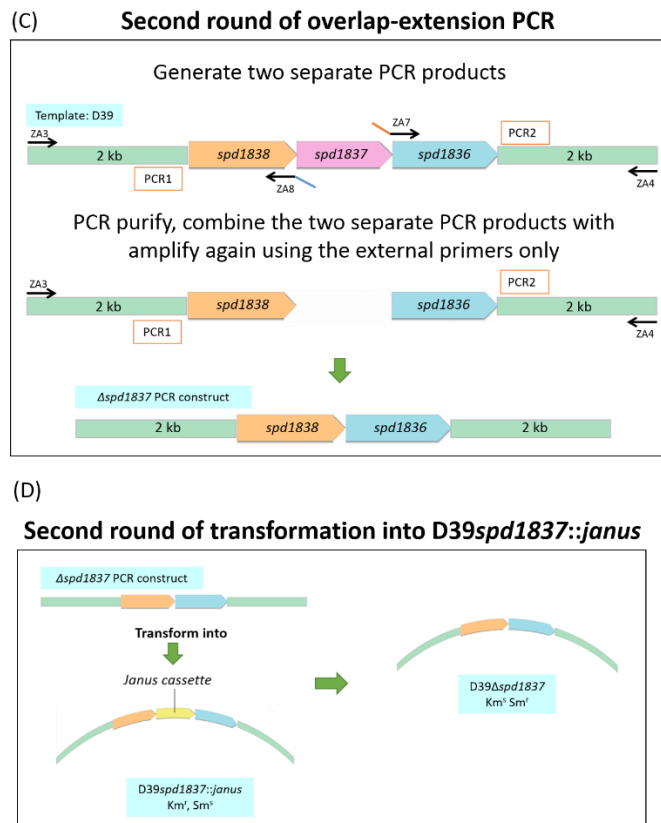 (C) Second round of overlap-extension PCR
Generate two separate PCR products
Template: D39
ZA3
ZA7
PCR2
2 kb
spd1838
spd1837
spd1836
2 kb
PCR1
ZA8
ZA4
PCR purify, combine the two separate PCR products with
amplify again using the external primers only
ZA3
PCR2
2 kb
spd1838
spd1836
2 kb
PCR1
ZA4
Δspd1837 PCR construct
2 kb
spd1838
spd1836
2 kb
(D)
Second round of transformation into D39spd1837::janus
Δspd1837 PCR construct
Transform into
Janus cassette
D39spd1837::janus
Kmʳ, Smˢ
D39Δspd1837
Kmˢ Smʳ